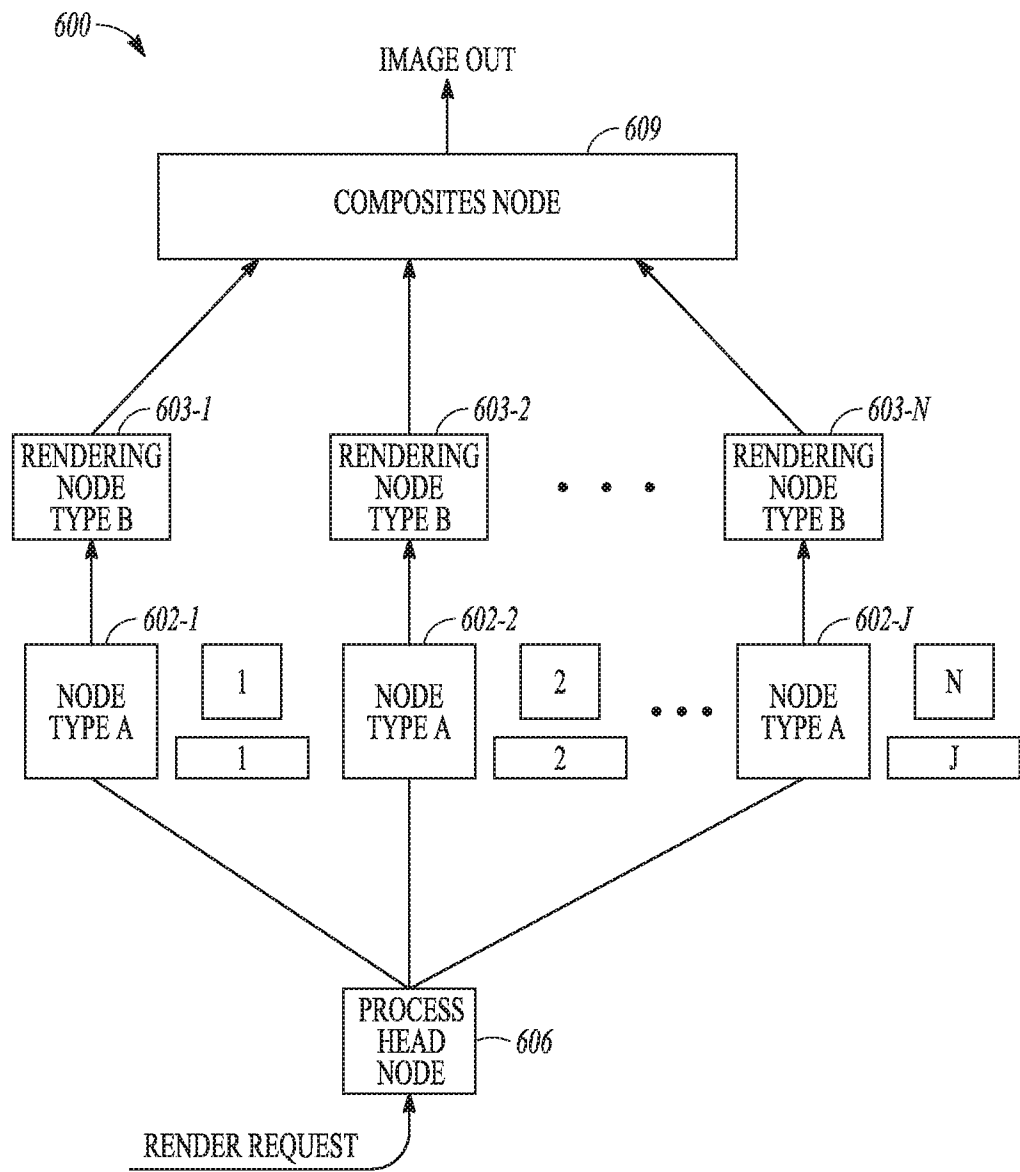 600
IMAGE OUT
609
COMPOSITES NODE
603-1
603-2
603-N
RENDERING
NODE
TYPE B
RENDERING
NODE
TYPE B
RENDERING
NODE
TYPE B
602-1
602-2
602-J
NODE
TYPE A
1
1
NODE
TYPE A
2
2
NODE
TYPE A
N
J
PROCESS
HEAD
NODE
606
RENDER REQUEST